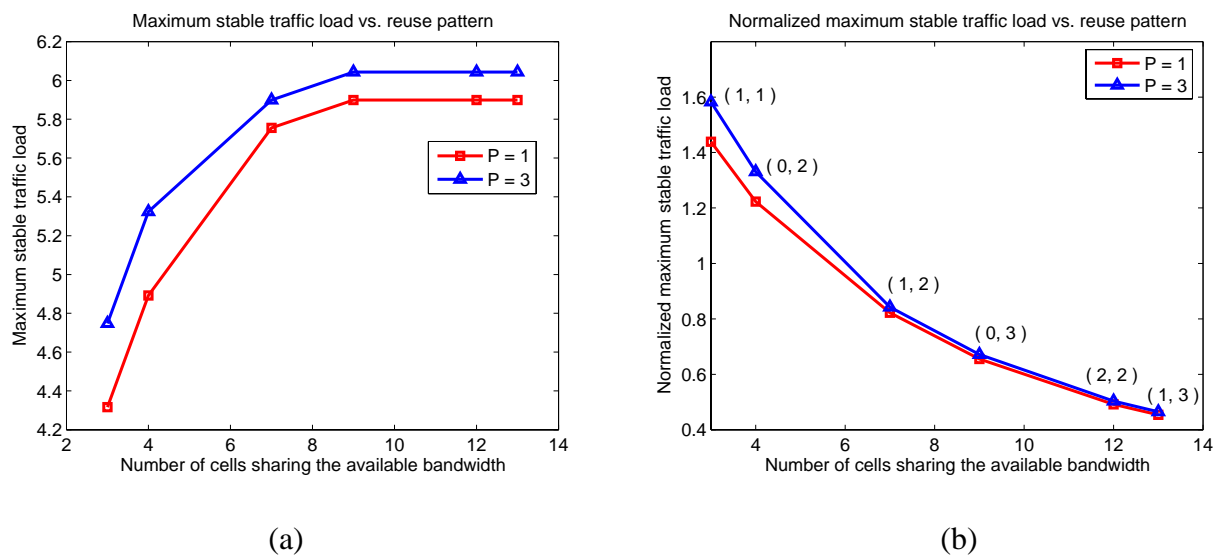 Maximum stable traffic load vs. reuse pattern
6.2
6
5.8
5.6
5.4
5.2
5
4.8
4.6
4.4
4.2
Maximum stable traffic load
2
4
6
8
10
12
14
Number of cells sharing the available bandwidth
P = 1
P = 3
(a)
Normalized maximum stable traffic load vs. reuse pattern
1.6
1.4
1.2
1
0.8
0.6
0.4
Normalized maximum stable traffic load
4
6
8
10
12
14
Number of cells sharing the available bandwidth
P = 1
P = 3
( 1, 1 )
( 0, 2 )
( 1, 2 )
( 0, 3 )
( 2, 2 )
( 1, 3 )
(b)